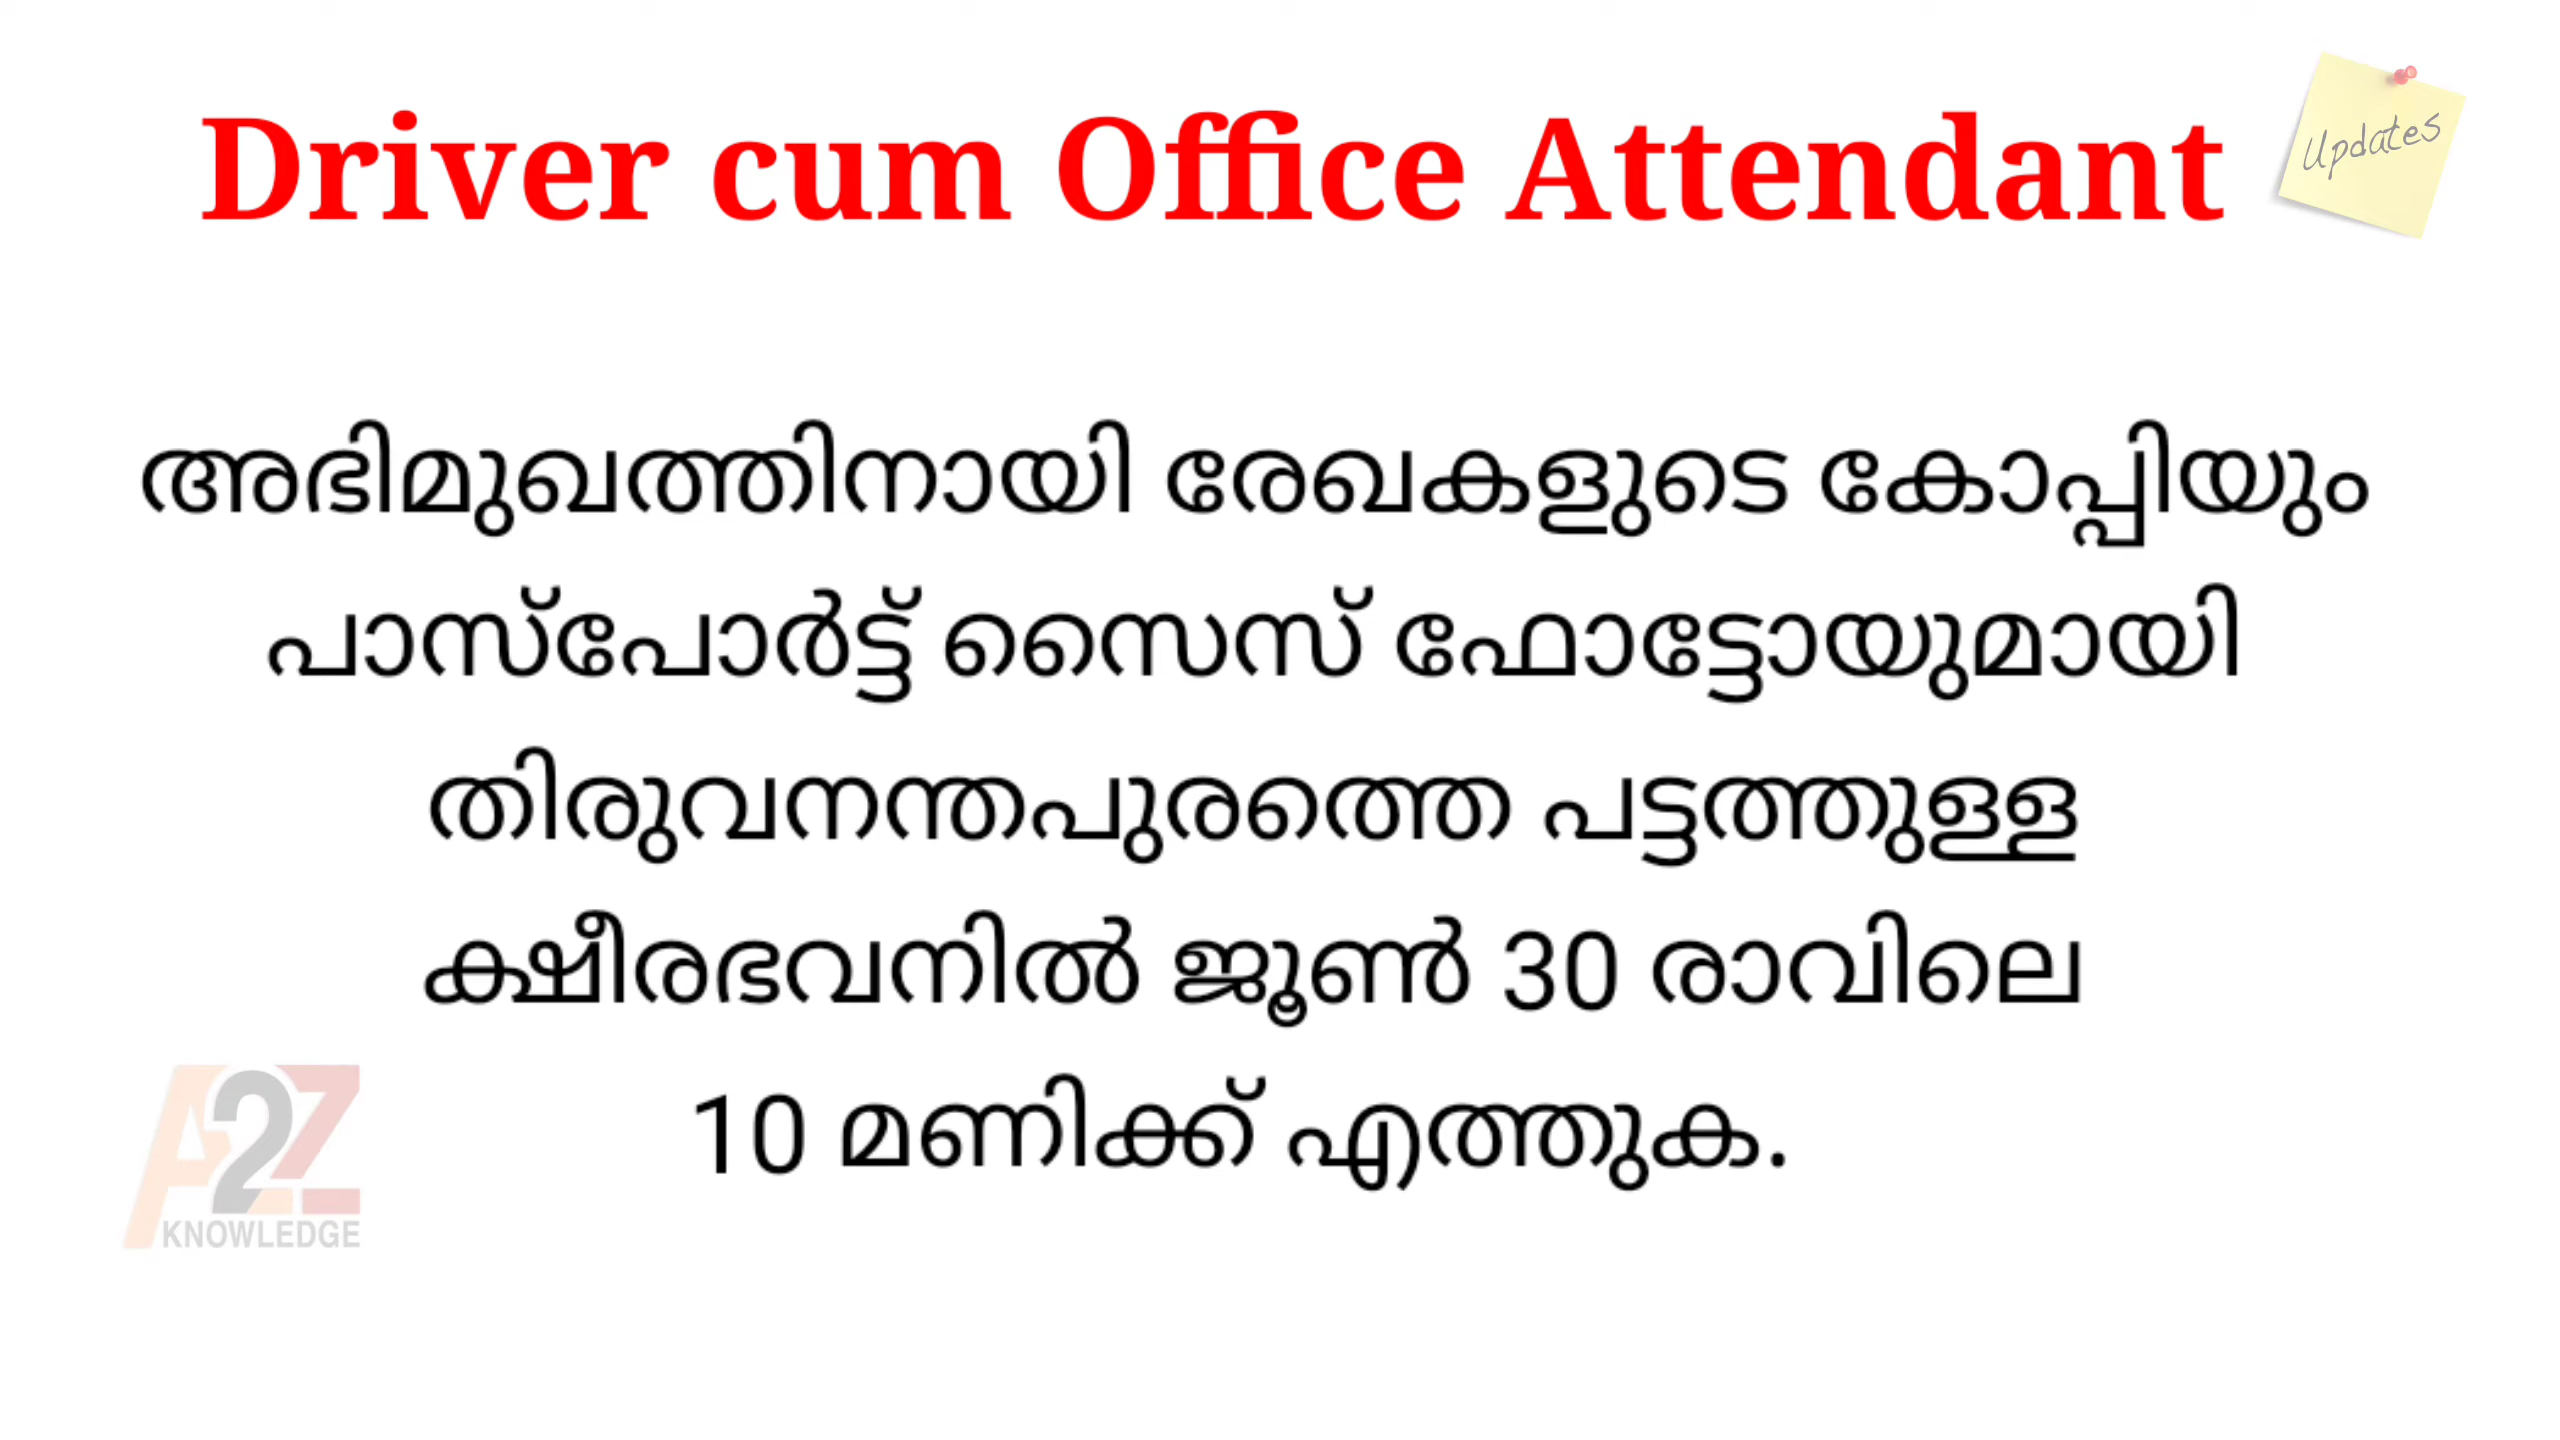 Driver cum Office Attendant
Updates
അഭിമുഖത്തിനായി രേഖകളുടെ കോപ്പിയും
പാസ്പോർട്ട് സൈസ് ഫോട്ടോയുമായി
തിരുവനന്തപുരത്തെ പട്ടത്തുള്ള
ക്ഷീരഭവനിൽ ജൂൺ 30 രാവിലെ
10 മണിക്ക് എത്തുക.
A2Z
KNOWLEDGE